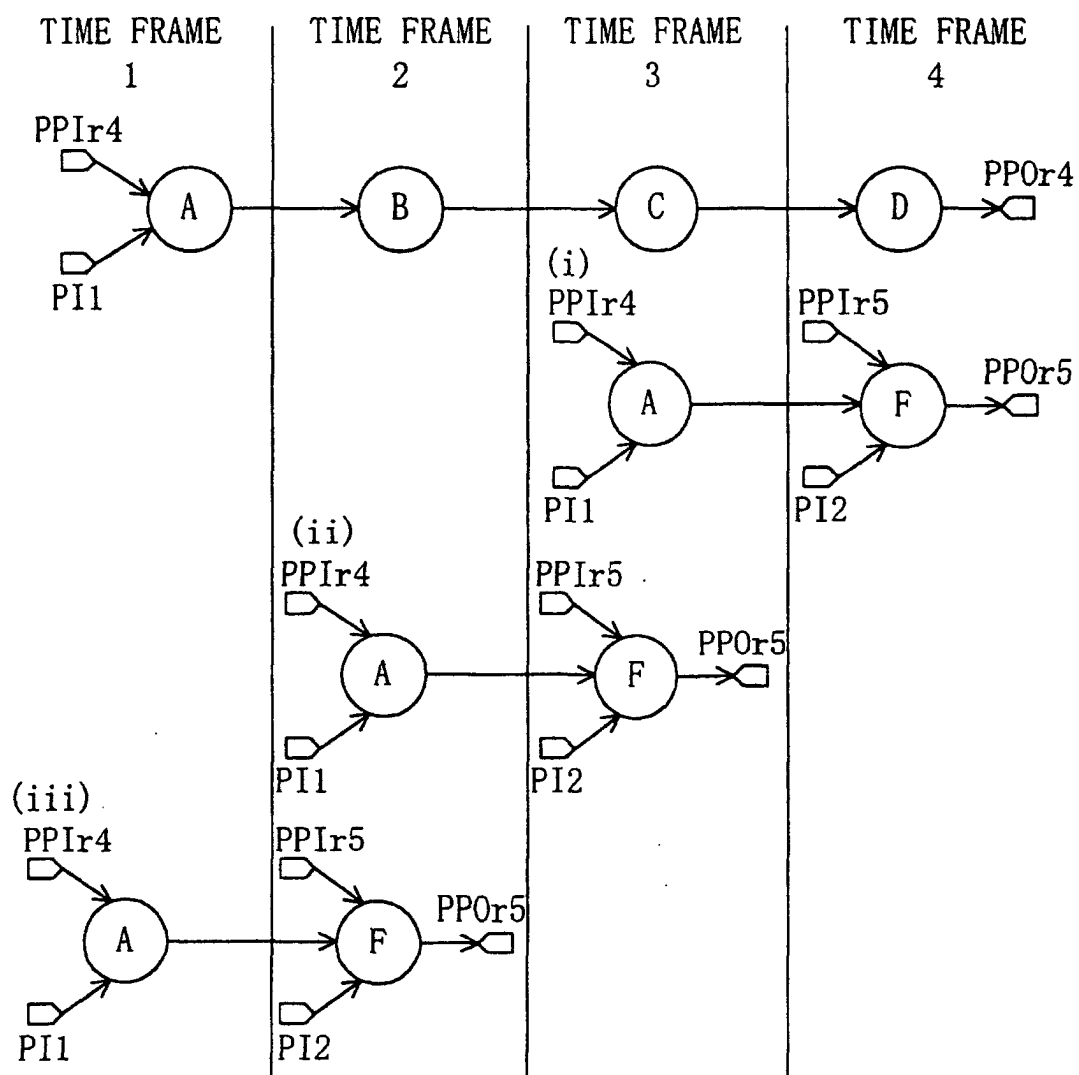 TIME FRAME 1
TIME FRAME 2
TIME FRAME 3
TIME FRAME 4
PPIr4
A
B
C
D
PPOr4
PI1
(i)
PPIr4
PPIr5
A
F
PPOr5
PI1
PI2
(ii)
PPIr4
PPIr5
A
F
PPOr5
PI1
PI2
(iii)
PPIr4
PPIr5
A
F
PPOr5
PI1
PI2